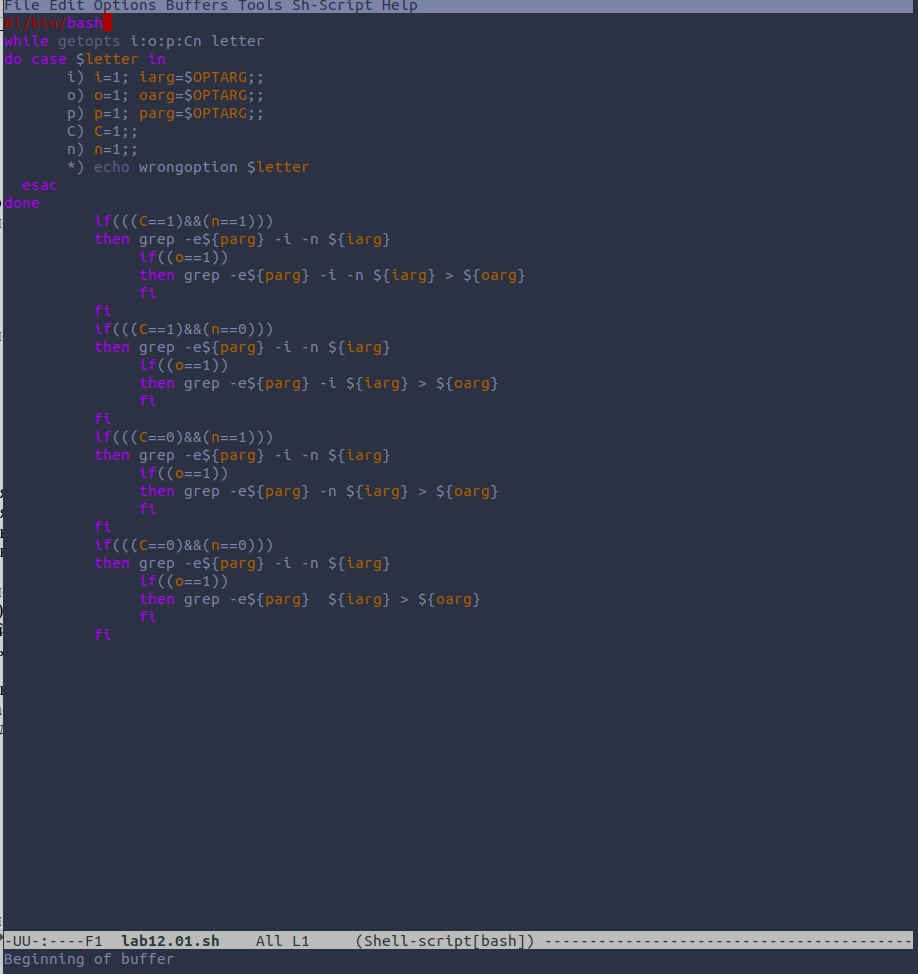 File Edit Options Buffers Tools Sh-Script Help
#!/bin/bash
while getopts i:o:p:Cn letter
do case $letter in
       i) i=1; iarg=$OPTARG;;
       o) o=1; oarg=$OPTARG;;
       p) p=1; parg=$OPTARG;;
       C) C=1;;
       n) n=1;;
       *) echo wrongoption $letter
  esac
done
          if(((C==1)&&(n==1)))
          then grep -e${parg} -i -n ${iarg}
               if((o==1))
               then grep -e${parg} -i -n ${iarg} > ${oarg}
               fi
          fi
          if(((C==1)&&(n==0)))
          then grep -e${parg} -i -n ${iarg}
               if((o==1))
               then grep -e${parg} -i ${iarg} > ${oarg}
               fi
          fi
          if(((C==0)&&(n==1)))
          then grep -e${parg} -i -n ${iarg}
               if((o==1))
               then grep -e${parg} -n ${iarg} > ${oarg}
               fi
          fi
          if(((C==0)&&(n==0)))
          then grep -e${parg} -i -n ${iarg}
               if((o==1))
               then grep -e${parg}  ${iarg} > ${oarg}
               fi
          fi
-UU-:----F1  lab12.01.sh    All L1     (Shell-script[bash]) -----------------------------------------
Beginning of buffer